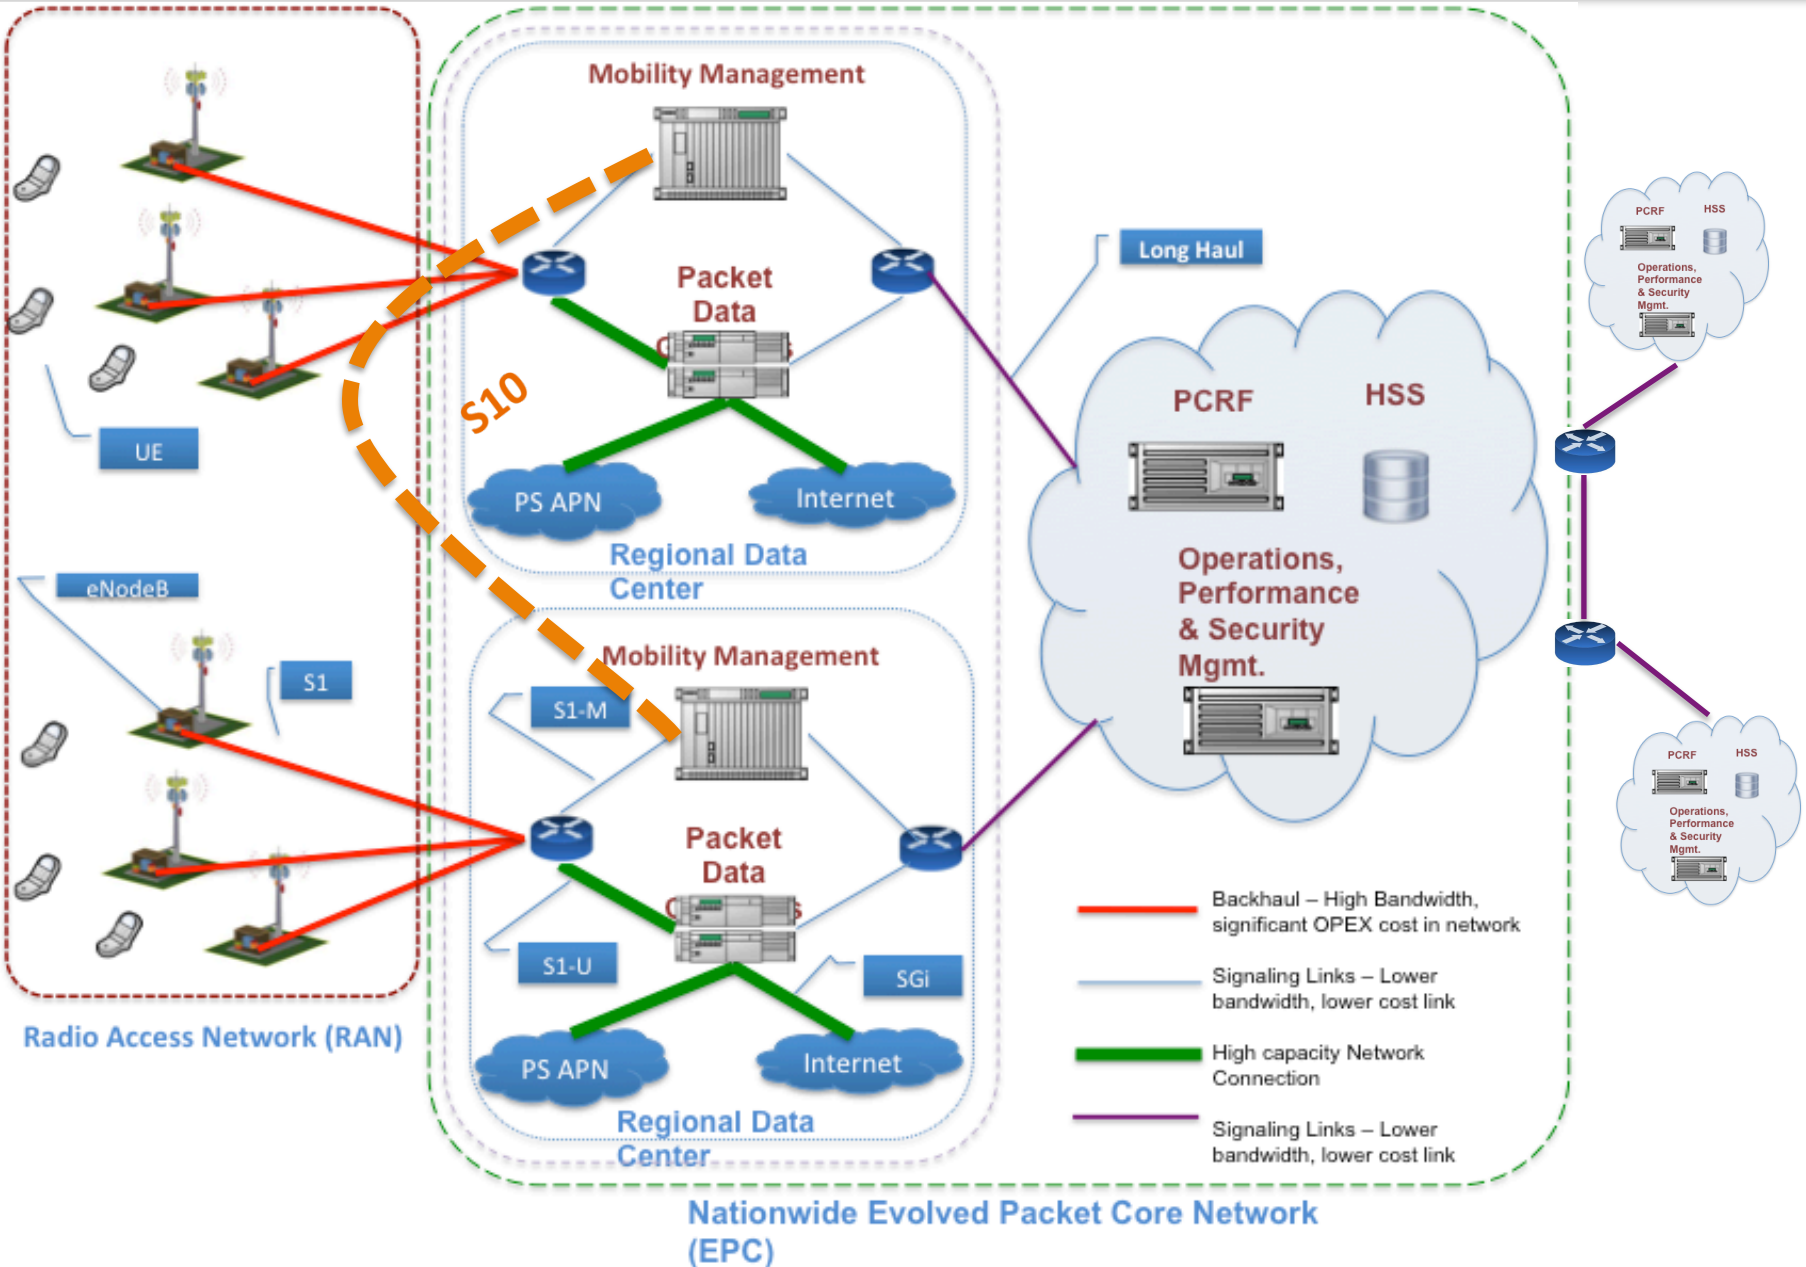 Mobility Management
Packet
Data
S10
PS APN
Internet
Regional Data
Center
UE
eNodeB
S1
Mobility Management
S1-M
Packet
Data
S1-U
SGi
PS APN
Internet
Regional Data
Center
Radio Access Network (RAN)
Long Haul
PCRF
HSS
Operations,
Performance
& Security
Mgmt.
PCRF
HSS
Operations,
Performance
& Security
Mgmt.
PCRF
HSS
Operations,
Performance
& Security
Mgmt.
Backhaul – High Bandwidth,
significant OPEX cost in network
Signaling Links – Lower
bandwidth, lower cost link
High capacity Network
Connection
Signaling Links – Lower
bandwidth, lower cost link
Nationwide Evolved Packet Core Network
(EPC)